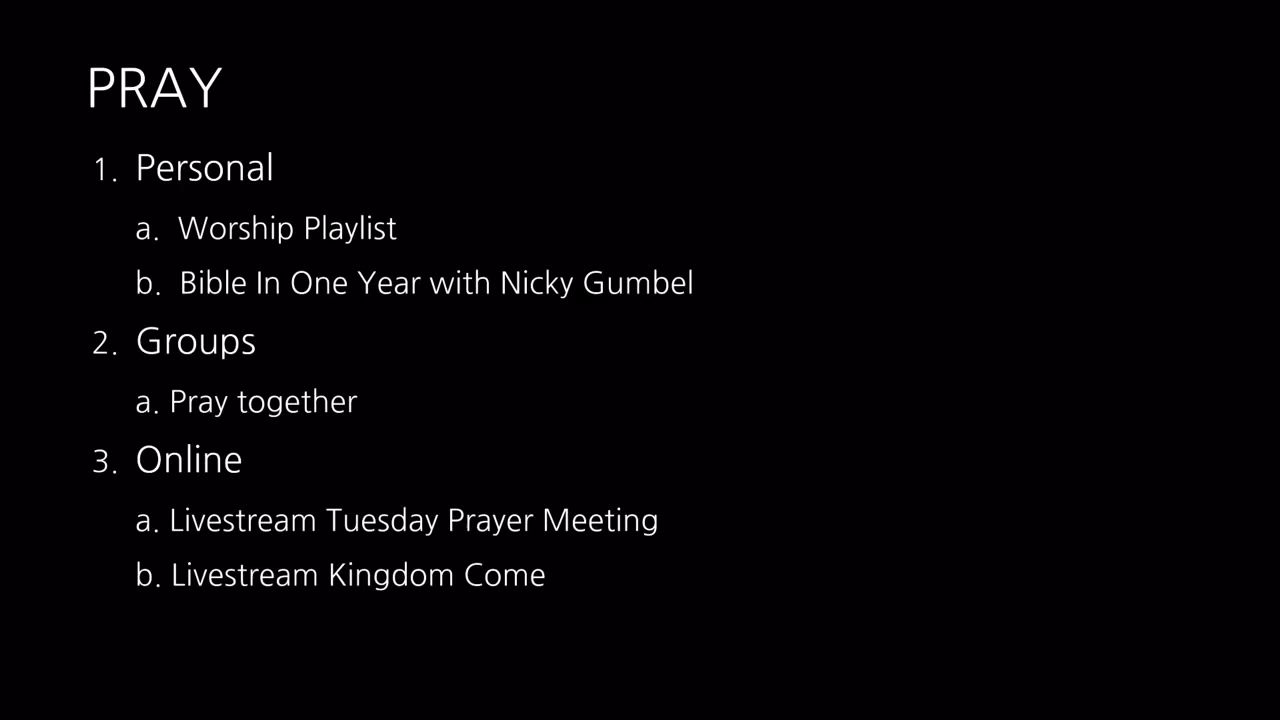 PRAY
1. Personal
a. Worship Playlist
b. Bible In One Year with Nicky Gumbel
2. Groups
a. Pray together
3. Online
a. Livestream Tuesday Prayer Meeting
b. Livestream Kingdom Come